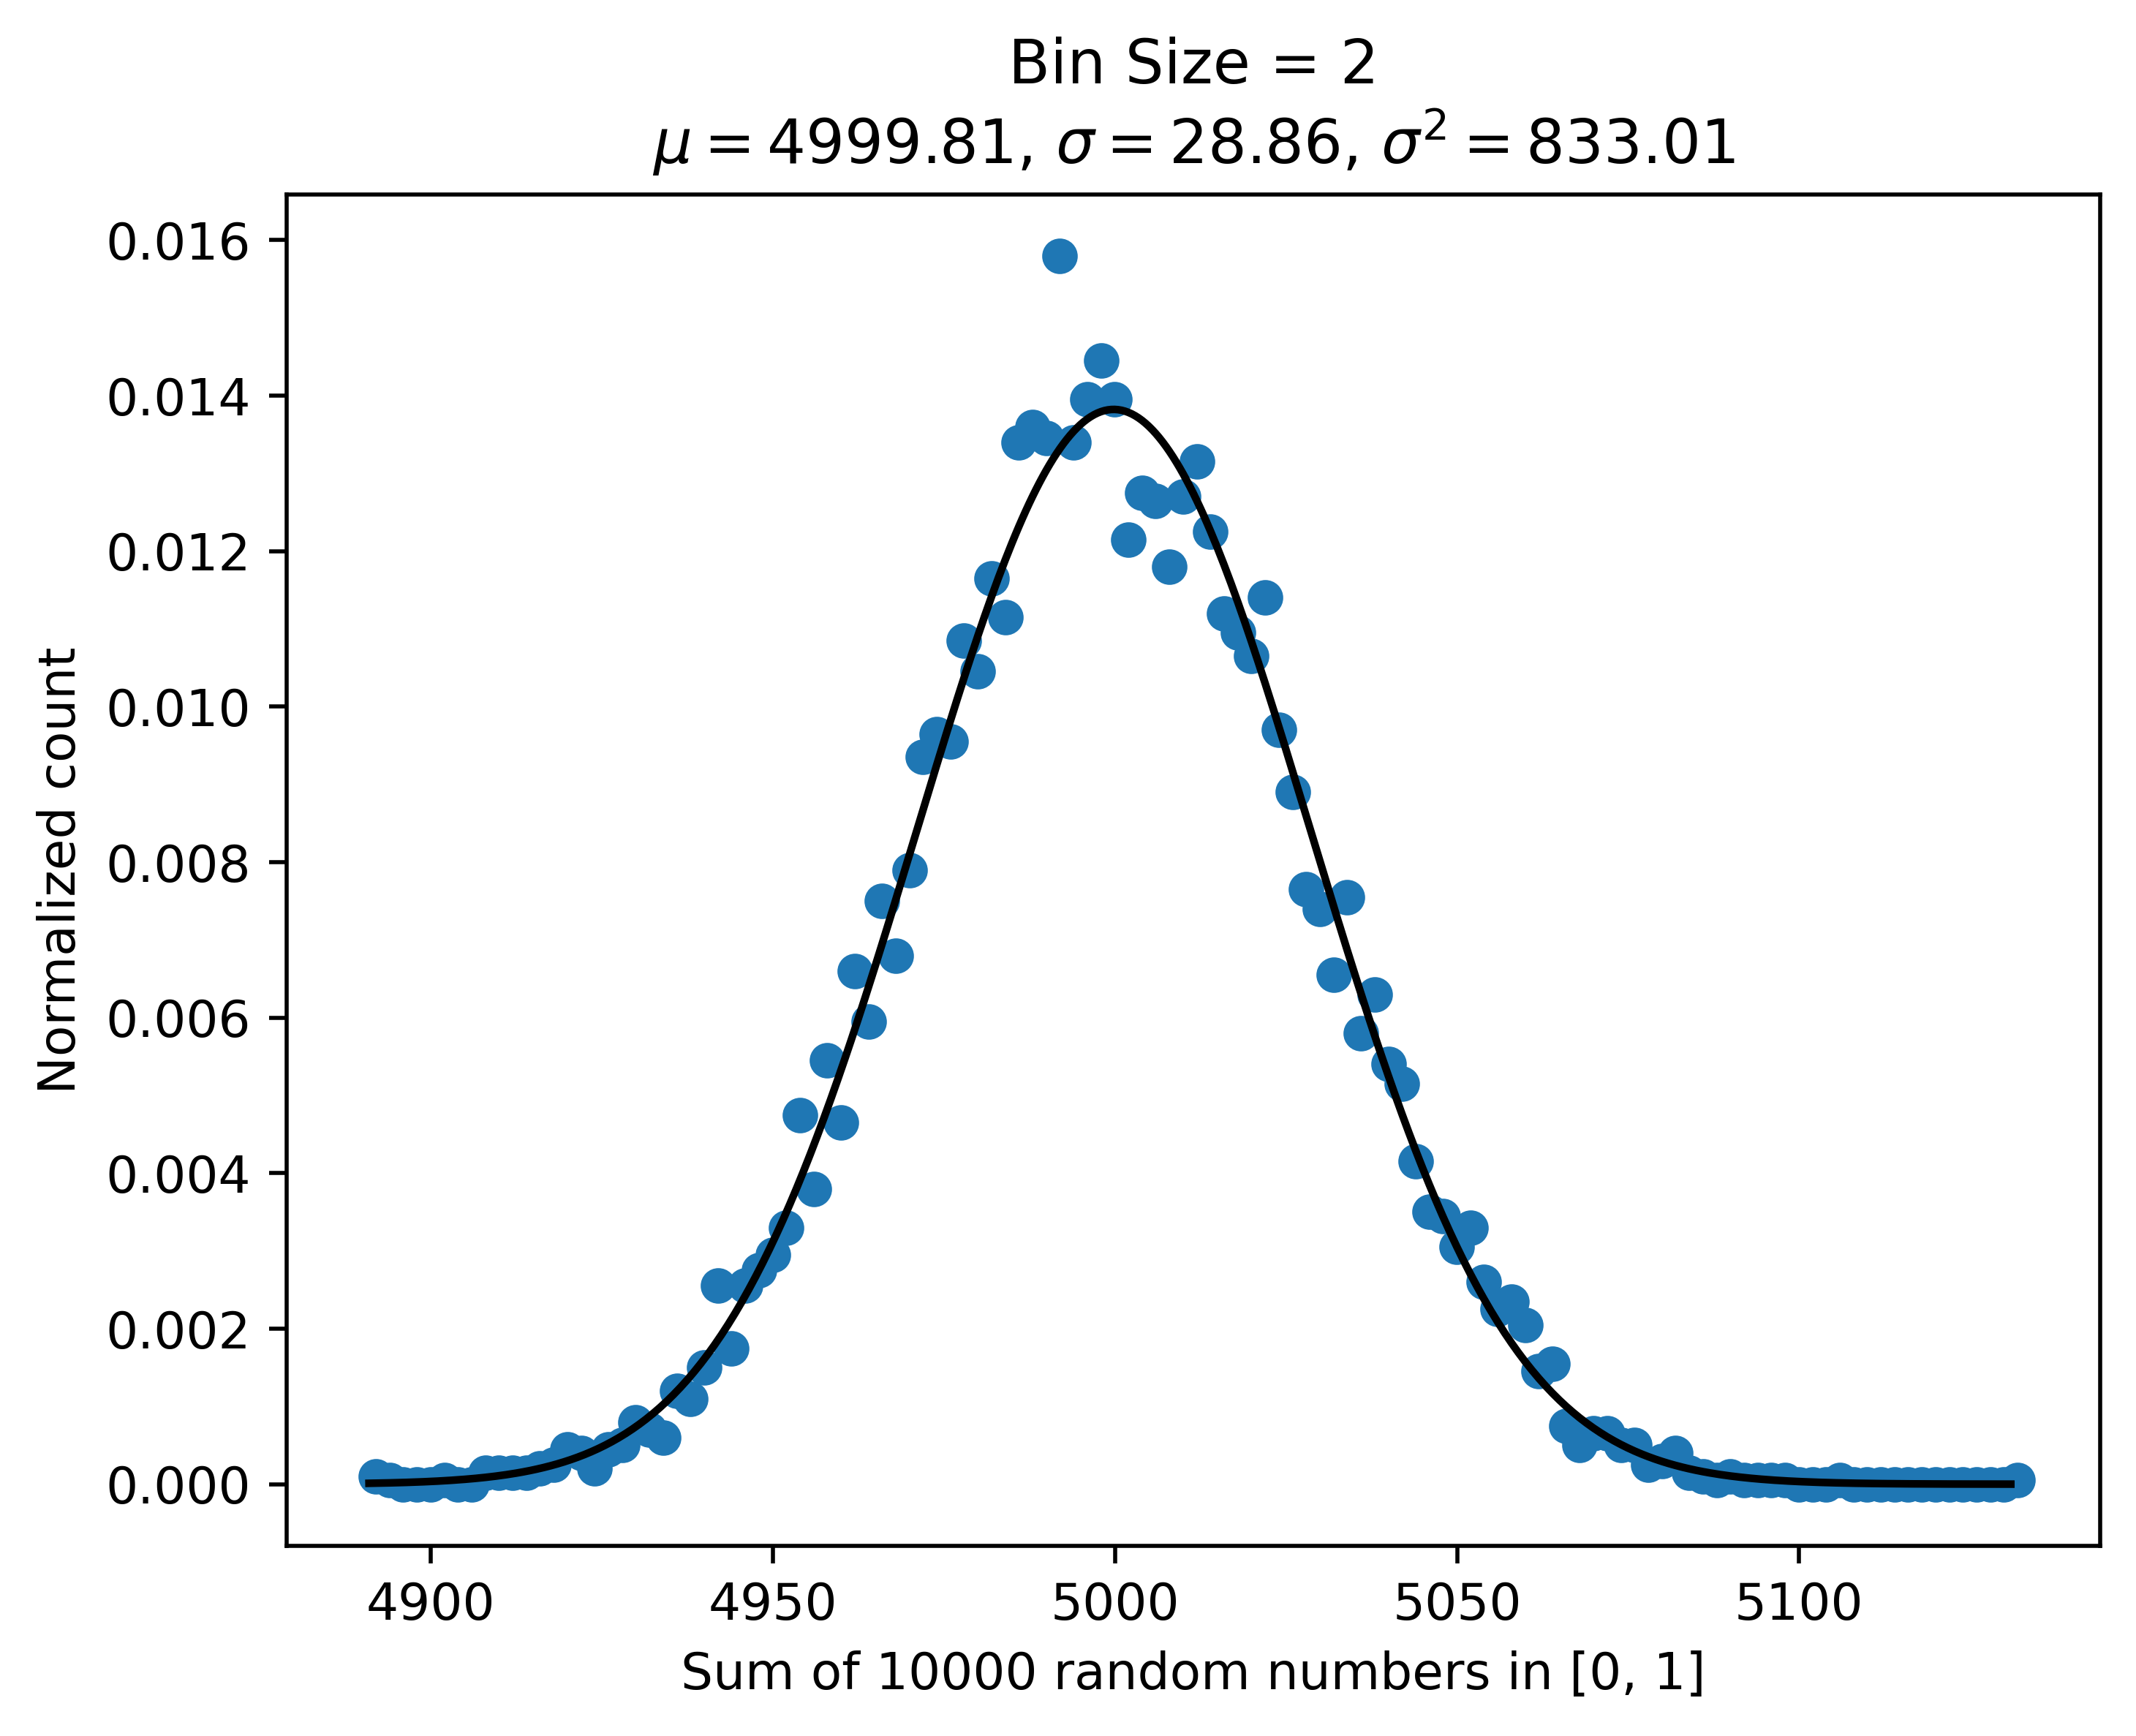 Bin Size = 2
μ = 4999.81, σ = 28.86, σ² = 833.01
0.016
0.014
0.012
0.010
0.008
0.006
0.004
0.002
0.000
Normalized count
4900 4950 5000 5050 5100
Sum of 10000 random numbers in [0, 1]